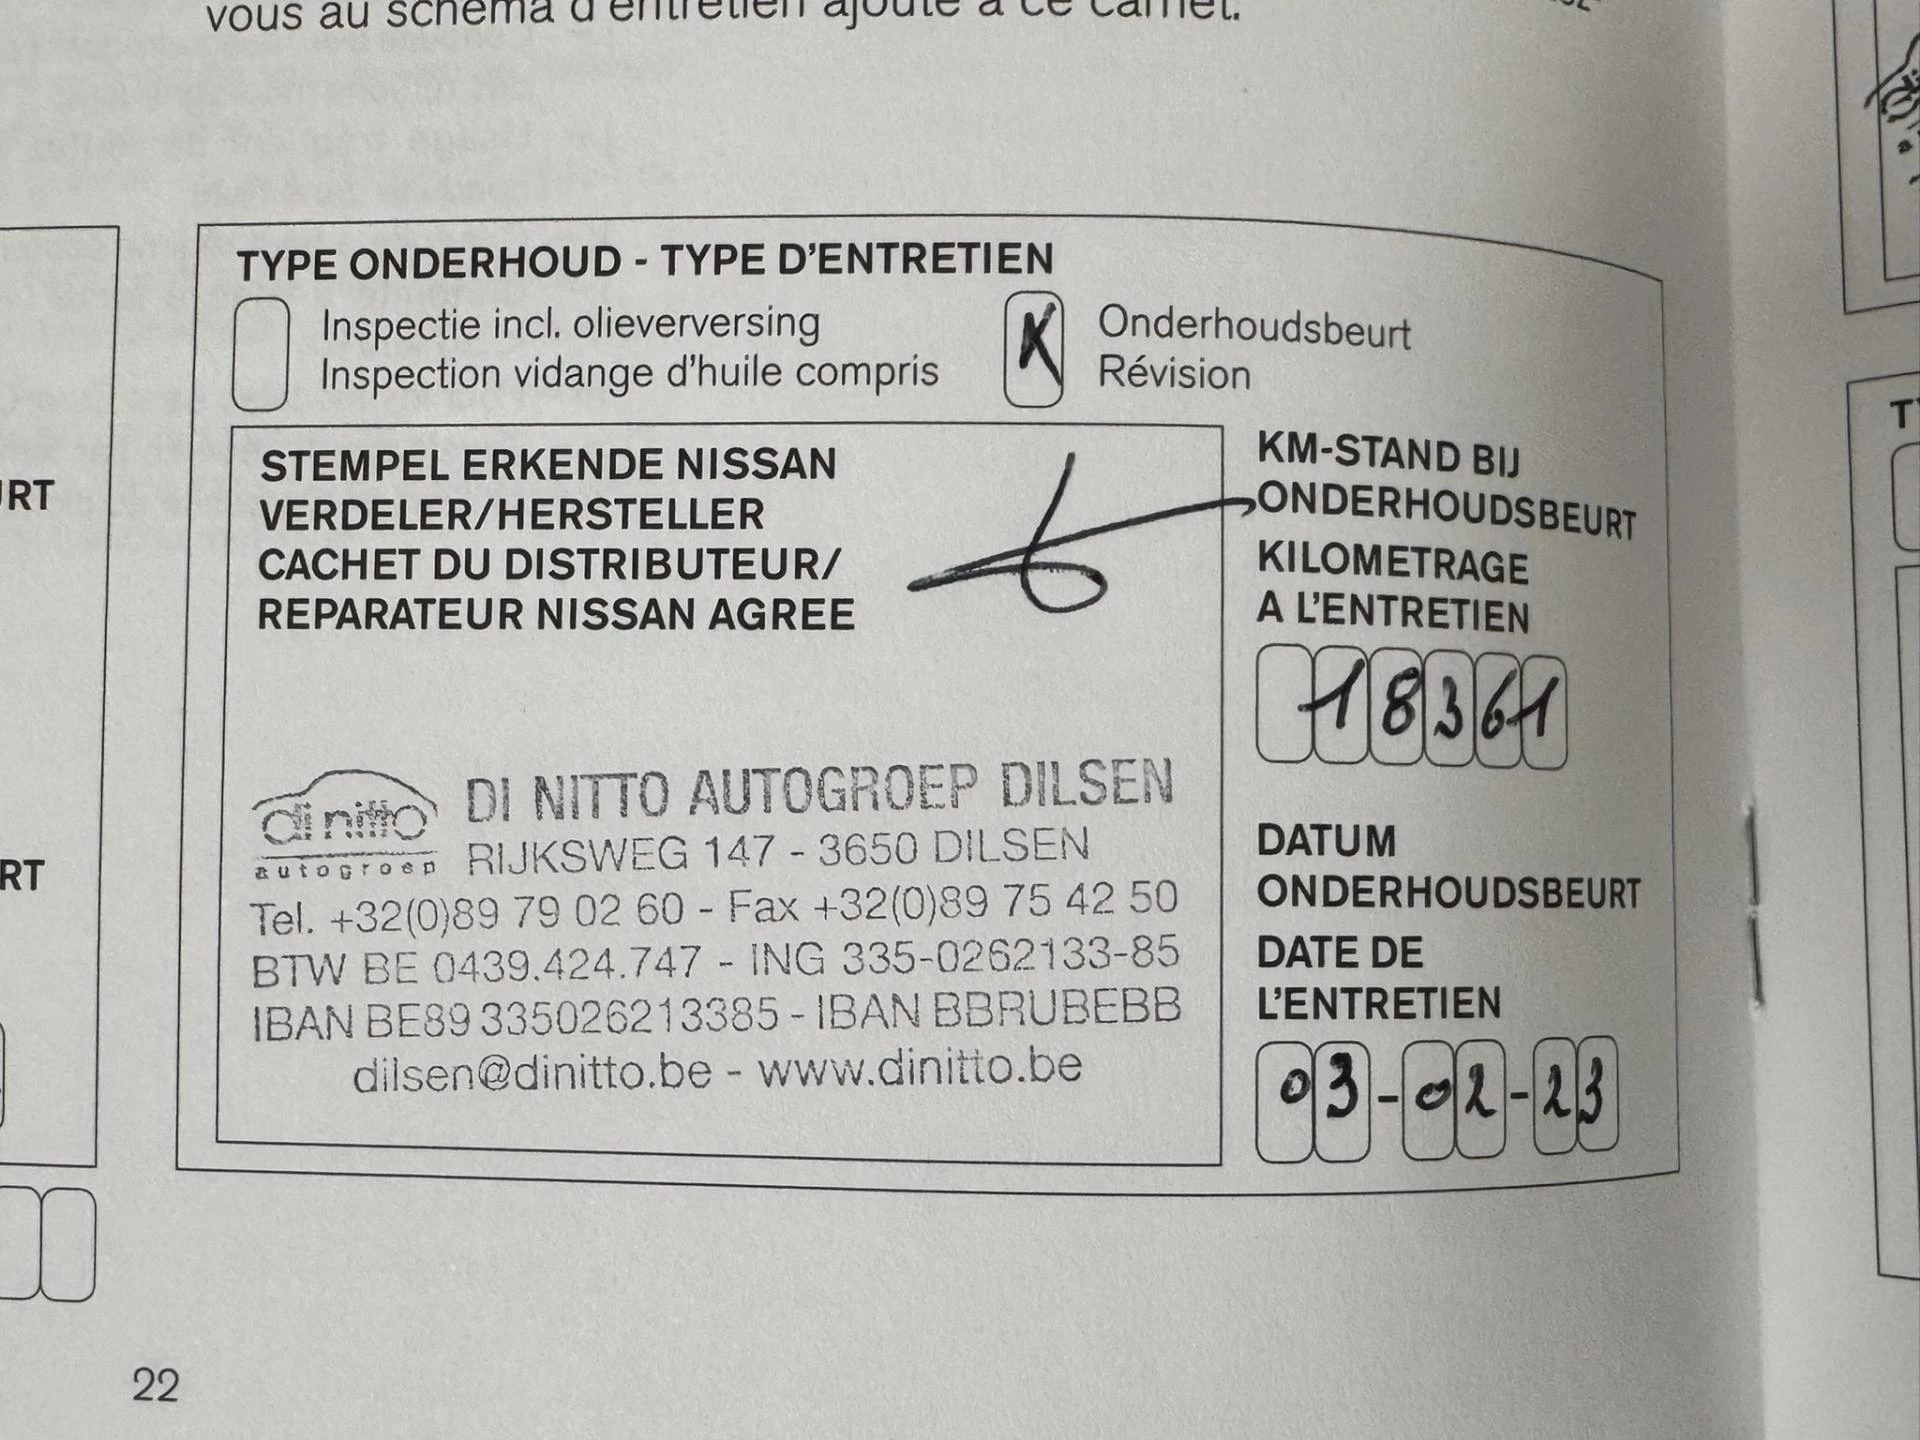 vous au schéma d'entretien ajouté à ce carnet.
TYPE ONDERHOUD - TYPE D'ENTRETIEN
Inspectie incl. olieverversing
Inspection vidange d'huile compris
X
Onderhoudsbeurt
Révision
STEMPEL ERKENDE NISSAN
VERDELER/HERSTELLER
CACHET DU DISTRIBUTEUR/
REPARATEUR NISSAN AGREE
di nitto
autogroep
DI NITTO AUTOGROEP DILSEN
RIJKSWEG 147 - 3650 DILSEN
Tel. +32(0)89 79 02 60 - Fax +32(0)89 75 42 50
BTW BE 0439.424.747 - ING 335-0262133-85
IBAN BE89 335026213385 - IBAN BBRUBEBB
dilsen@dinitto.be - www.dinitto.be
KM-STAND BIJ
ONDERHOUDSBEURT
KILOMETRAGE
A L'ENTRETIEN
18361
DATUM
ONDERHOUDSBEURT
DATE DE
L'ENTRETIEN
03-02-23
URT
RT
22